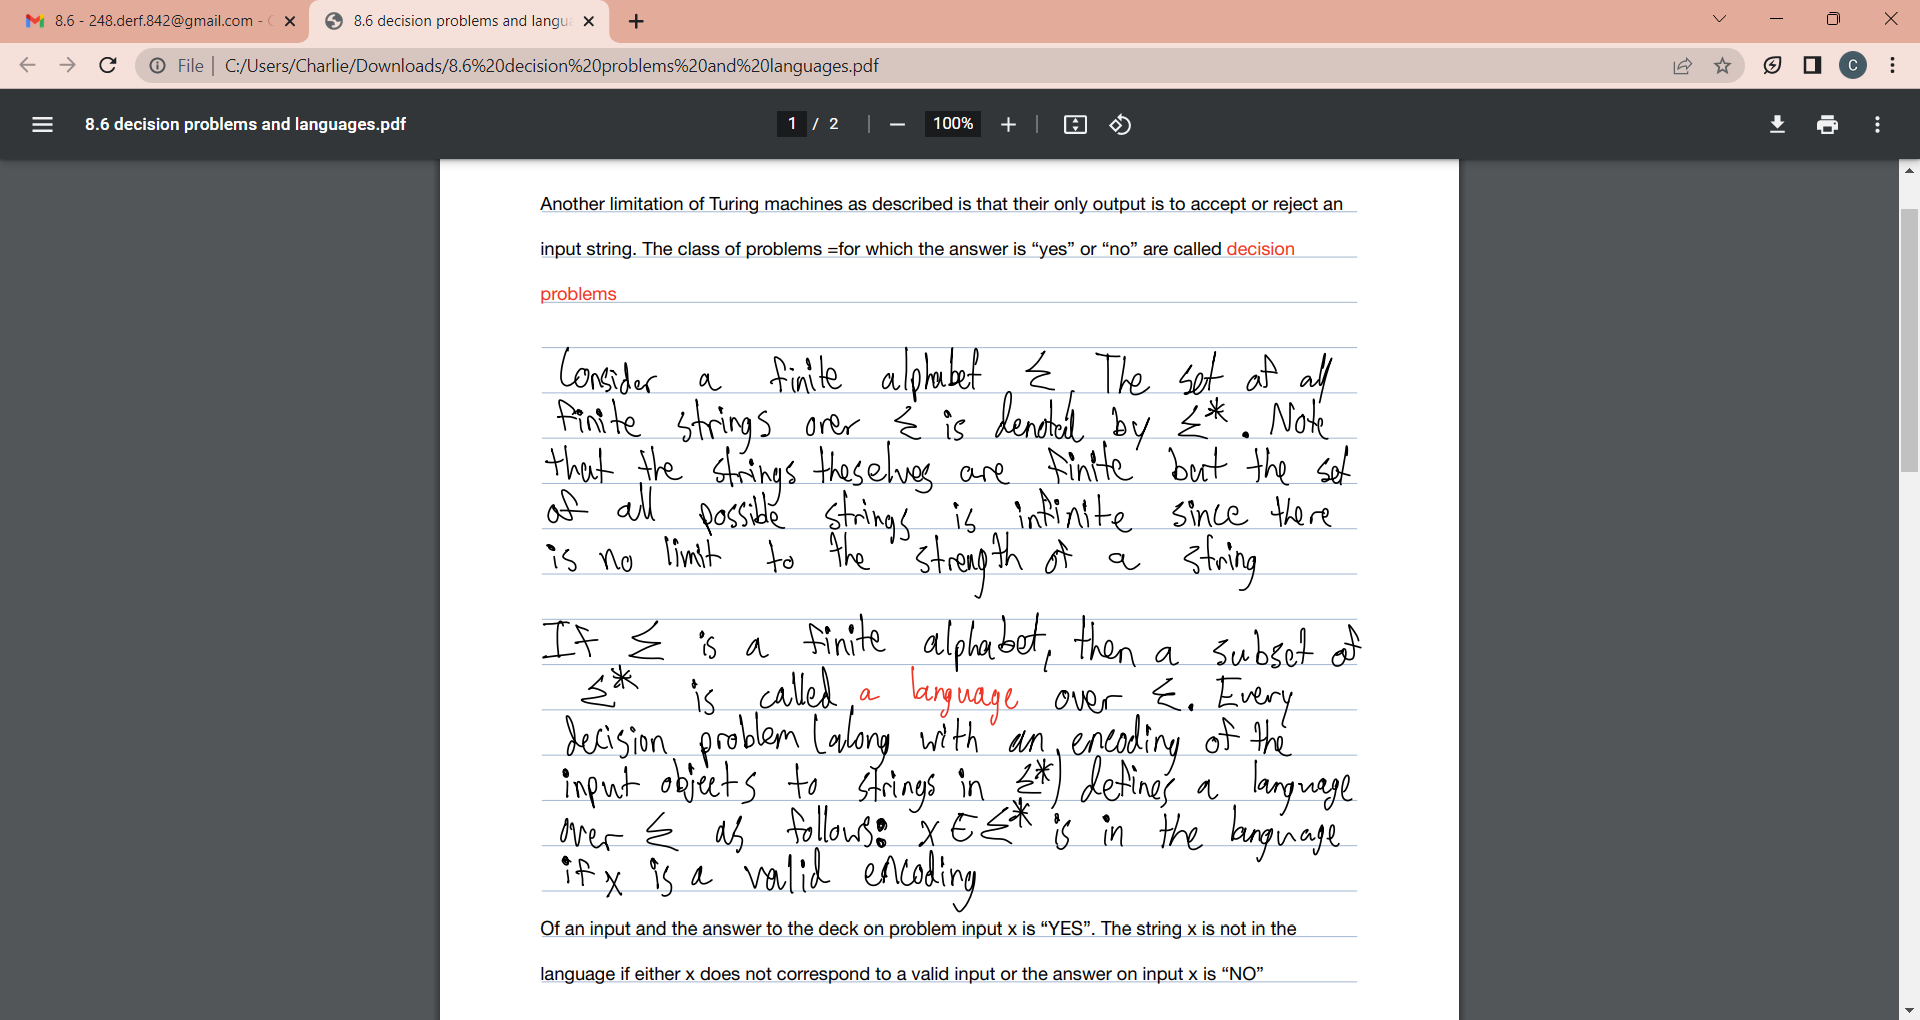 8.6 - 248.derf.842@gmail.com -
8.6 decision problems and langu
File | C:/Users/Charlie/Downloads/8.6%20decision%20problems%20and%20languages.pdf
C
8.6 decision problems and languages.pdf
1 / 2
100%
Another limitation of Turing machines as described is that their only output is to accept or reject an
input string. The class of problems =for which the answer is “yes” or “no” are called decision
problems
Consider a finite alphabet Σ. The set of all
finite strings over Σ is denoted by Σ*. Note
that the strings theselves are finite but the set
of all possible strings is infinite since there
is no limit to the strength of a string
If Σ is a finite alphabet, then a subset of
Σ* is called a language over Σ. Every
decision problem (along with an encoding of the
input objects to strings in Σ*) defines a language
over Σ as follows: x ∈ Σ* is in the language
if x is a valid encoding
Of an input and the answer to the deck on problem input x is “YES”. The string x is not in the
language if either x does not correspond to a valid input or the answer on input x is “NO”